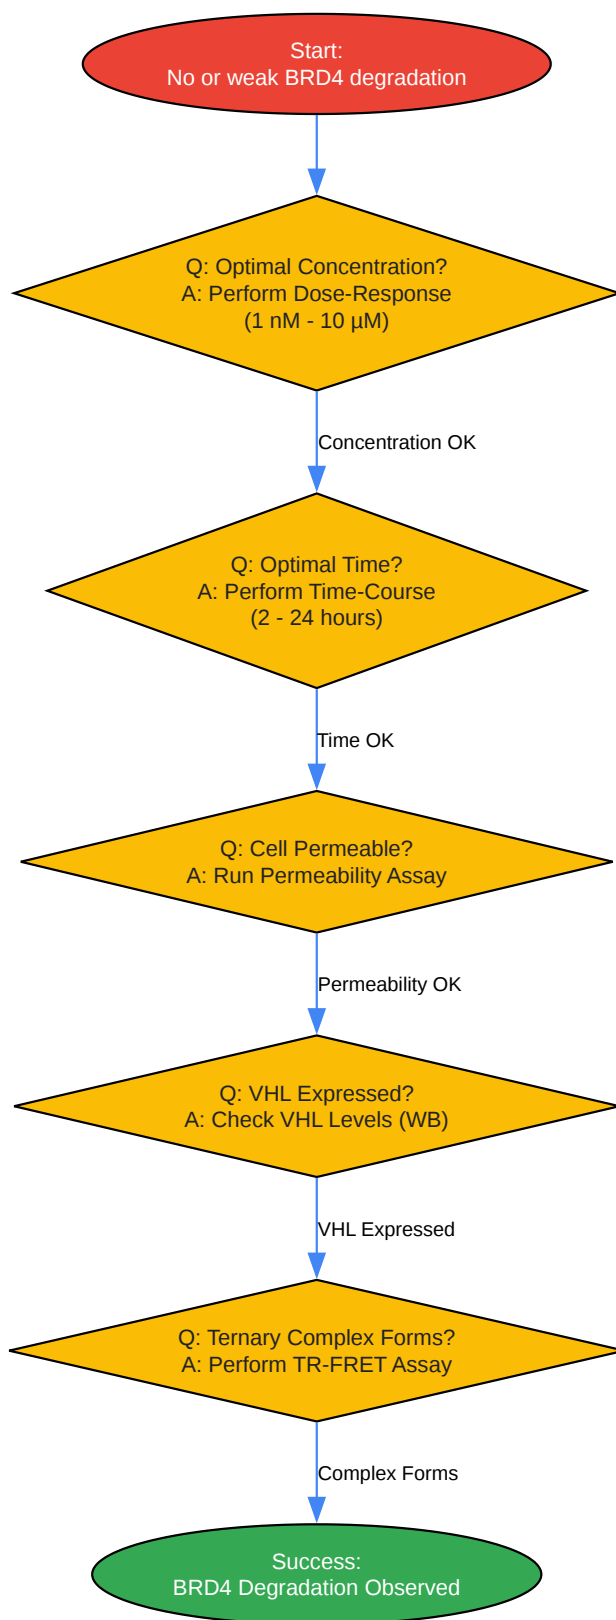 Start:
No or weak BRD4 degradation
Q: Optimal Concentration?
A: Perform Dose-Response
(1 nM - 10 µM)
Concentration OK
Q: Optimal Time?
A: Perform Time-Course
(2 - 24 hours)
Time OK
Q: Cell Permeable?
A: Run Permeability Assay
Permeability OK
Q: VHL Expressed?
A: Check VHL Levels (WB)
VHL Expressed
Q: Ternary Complex Forms?
A: Perform TR-FRET Assay
Complex Forms
Success:
BRD4 Degradation Observed